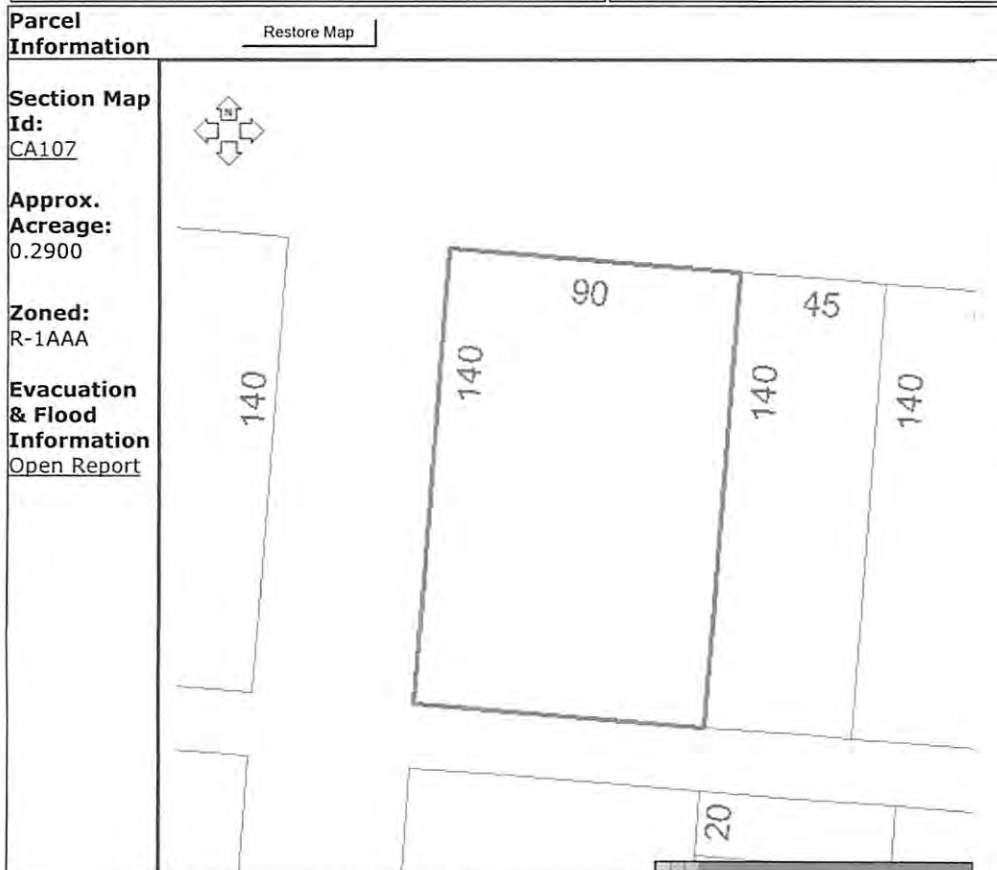 Parcel
Information
Restore Map
Section Map
Id:
CA107
Approx.
Acreage:
0.2900
Zoned:
R-1AAA
Evacuation
& Flood
Information
Open Report
N
90
45
140
140
140
140
20